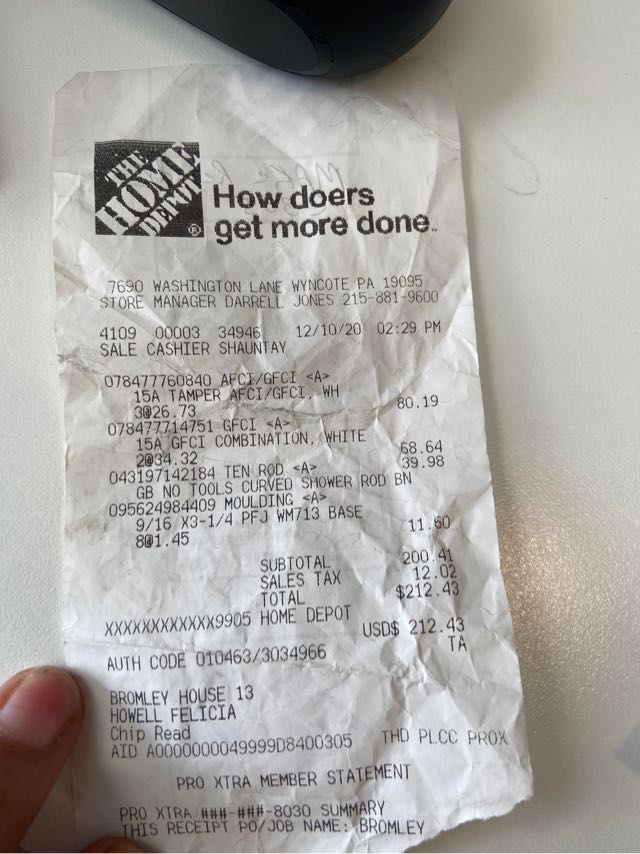 THE
HOME
DEPOT
®
How doers
get more done™
7690 WASHINGTON LANE WYNCOTE PA 19095
STORE MANAGER DARRELL JONES 215-881-9600
4109 00003 34946 12/10/20 02:29 PM
SALE CASHIER SHAUNTAY
078477760840 AFCI/GFCI <A>
15A TAMPER AFCI/GFCI, WH
3@26.73 80.19
078477714751 GFCI <A>
15A GFCI COMBINATION, WHITE
2@34.32 68.64
043197142184 TEN ROD <A> 39.98
GB NO TOOLS CURVED SHOWER ROD BN
095624984409 MOULDING <A>
9/16 X3-1/4 PFJ WM713 BASE
8@1.45 11.60
SUBTOTAL 200.41
SALES TAX 12.02
TOTAL $212.43
XXXXXXXXXXXX9905 HOME DEPOT
USD$ 212.43
AUTH CODE 010463/3034966 TA
BROMLEY HOUSE 13
HOWELL FELICIA
Chip Read
AID A0000000049999D8400305 THD PLCC PROX
PRO XTRA MEMBER STATEMENT
PRO XTRA ###-###-8030 SUMMARY
THIS RECEIPT PO/JOB NAME: BROMLEY